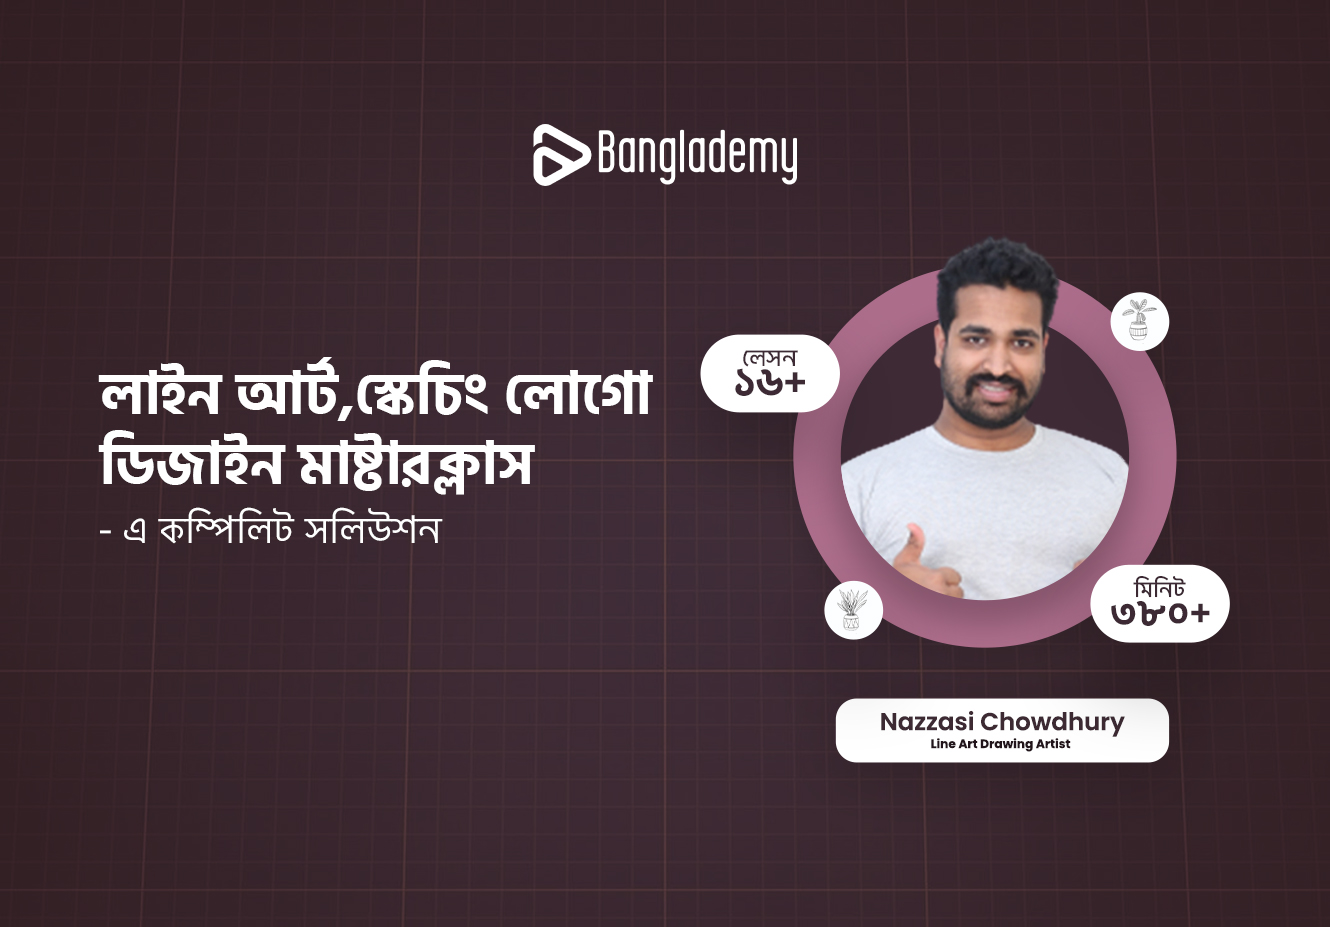 Banglademy
লাইন আর্ট,স্কেচিং লোগো
ডিজাইন মাষ্টারক্লাস
- এ কম্পিলিট সলিউশন
লেসন
১৬+
মিনিট
৩৮০+
Nazzasi Chowdhury
Line Art Drawing Artist